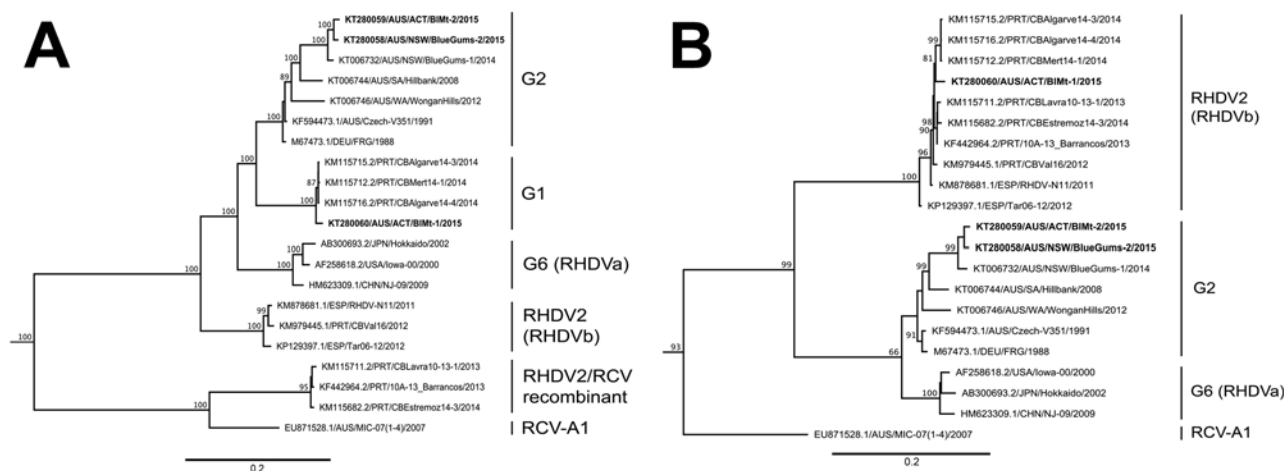 A
KT280059/AUS/ACT/BlMt-2/2015
KT280058/AUS/NSW/BlueGums-2/2015
KT006732/AUS/NSW/BlueGums-1/2014
KT006744/AUS/SA/Hillbank/2008
KT006746/AUS/WA/WonganHills/2012
KF594473.1/AUS/Czech-V351/1991
M67473.1/DEU/FRG/1988
KM115715.2/PRT/CBAlgarve14-3/2014
KM115712.2/PRT/CBMert14-1/2014
KM115716.2/PRT/CBAlgarve14-4/2014
KT280060/AUS/ACT/BlMt-1/2015
AB300693.2/JPN/Hokkaido/2002
AF258618.2/USA/Iowa-00/2000
HM623309.1/CHN/NJ-09/2009
KM878681.1/ESP/RHDV-N11/2011
KM979445.1/PRT/CBVal16/2012
KP129397.1/ESP/Tar06-12/2012
KM115711.2/PRT/CBLavra10-13-1/2013
KF442964.2/PRT/10A-13_Barrancos/2013
KM115682.2/PRT/CBEstremoz14-3/2014
EU871528.1/AUS/MIC-07(1-4)/2007
100
100
100
89
100
100
100
87
100
100
100
100
100
99
100
100
95
100
G2
G1
G6 (RHDVa)
RHDV2
(RHDVb)
RHDV2/RCV
recombinant
RCV-A1
0.2
B
KM115715.2/PRT/CBAlgarve14-3/2014
KM115716.2/PRT/CBAlgarve14-4/2014
KM115712.2/PRT/CBMert14-1/2014
KT280060/AUS/ACT/BlMt-1/2015
KM115711.2/PRT/CBLavra10-13-1/2013
KM115682.2/PRT/CBEstremoz14-3/2014
KF442964.2/PRT/10A-13_Barrancos/2013
KM979445.1/PRT/CBVal16/2012
KM878681.1/ESP/RHDV-N11/2011
KP129397.1/ESP/Tar06-12/2012
KT280059/AUS/ACT/BlMt-2/2015
KT280058/AUS/NSW/BlueGums-2/2015
KT006732/AUS/NSW/BlueGums-1/2014
KT006744/AUS/SA/Hillbank/2008
KT006746/AUS/WA/WonganHills/2012
KF594473.1/AUS/Czech-V351/1991
M67473.1/DEU/FRG/1988
AF258618.2/USA/Iowa-00/2000
AB300693.2/JPN/Hokkaido/2002
HM623309.1/CHN/NJ-09/2009
EU871528.1/AUS/MIC-07(1-4)/2007
99
81
98
90
96
100
99
99
99
91
66
100
93
RHDV2
(RHDVb)
G2
G6 (RHDVa)
RCV-A1
0.2